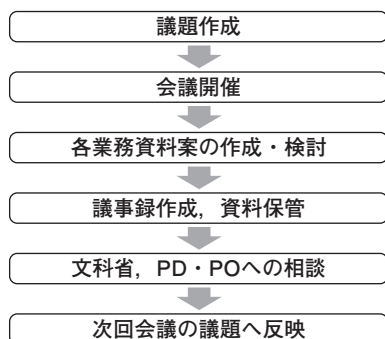 議題作成
会議開催
各業務資料案の作成・検討
議事録作成，資料保管
文科省，PD・POへの相談
次回会議の議題へ反映